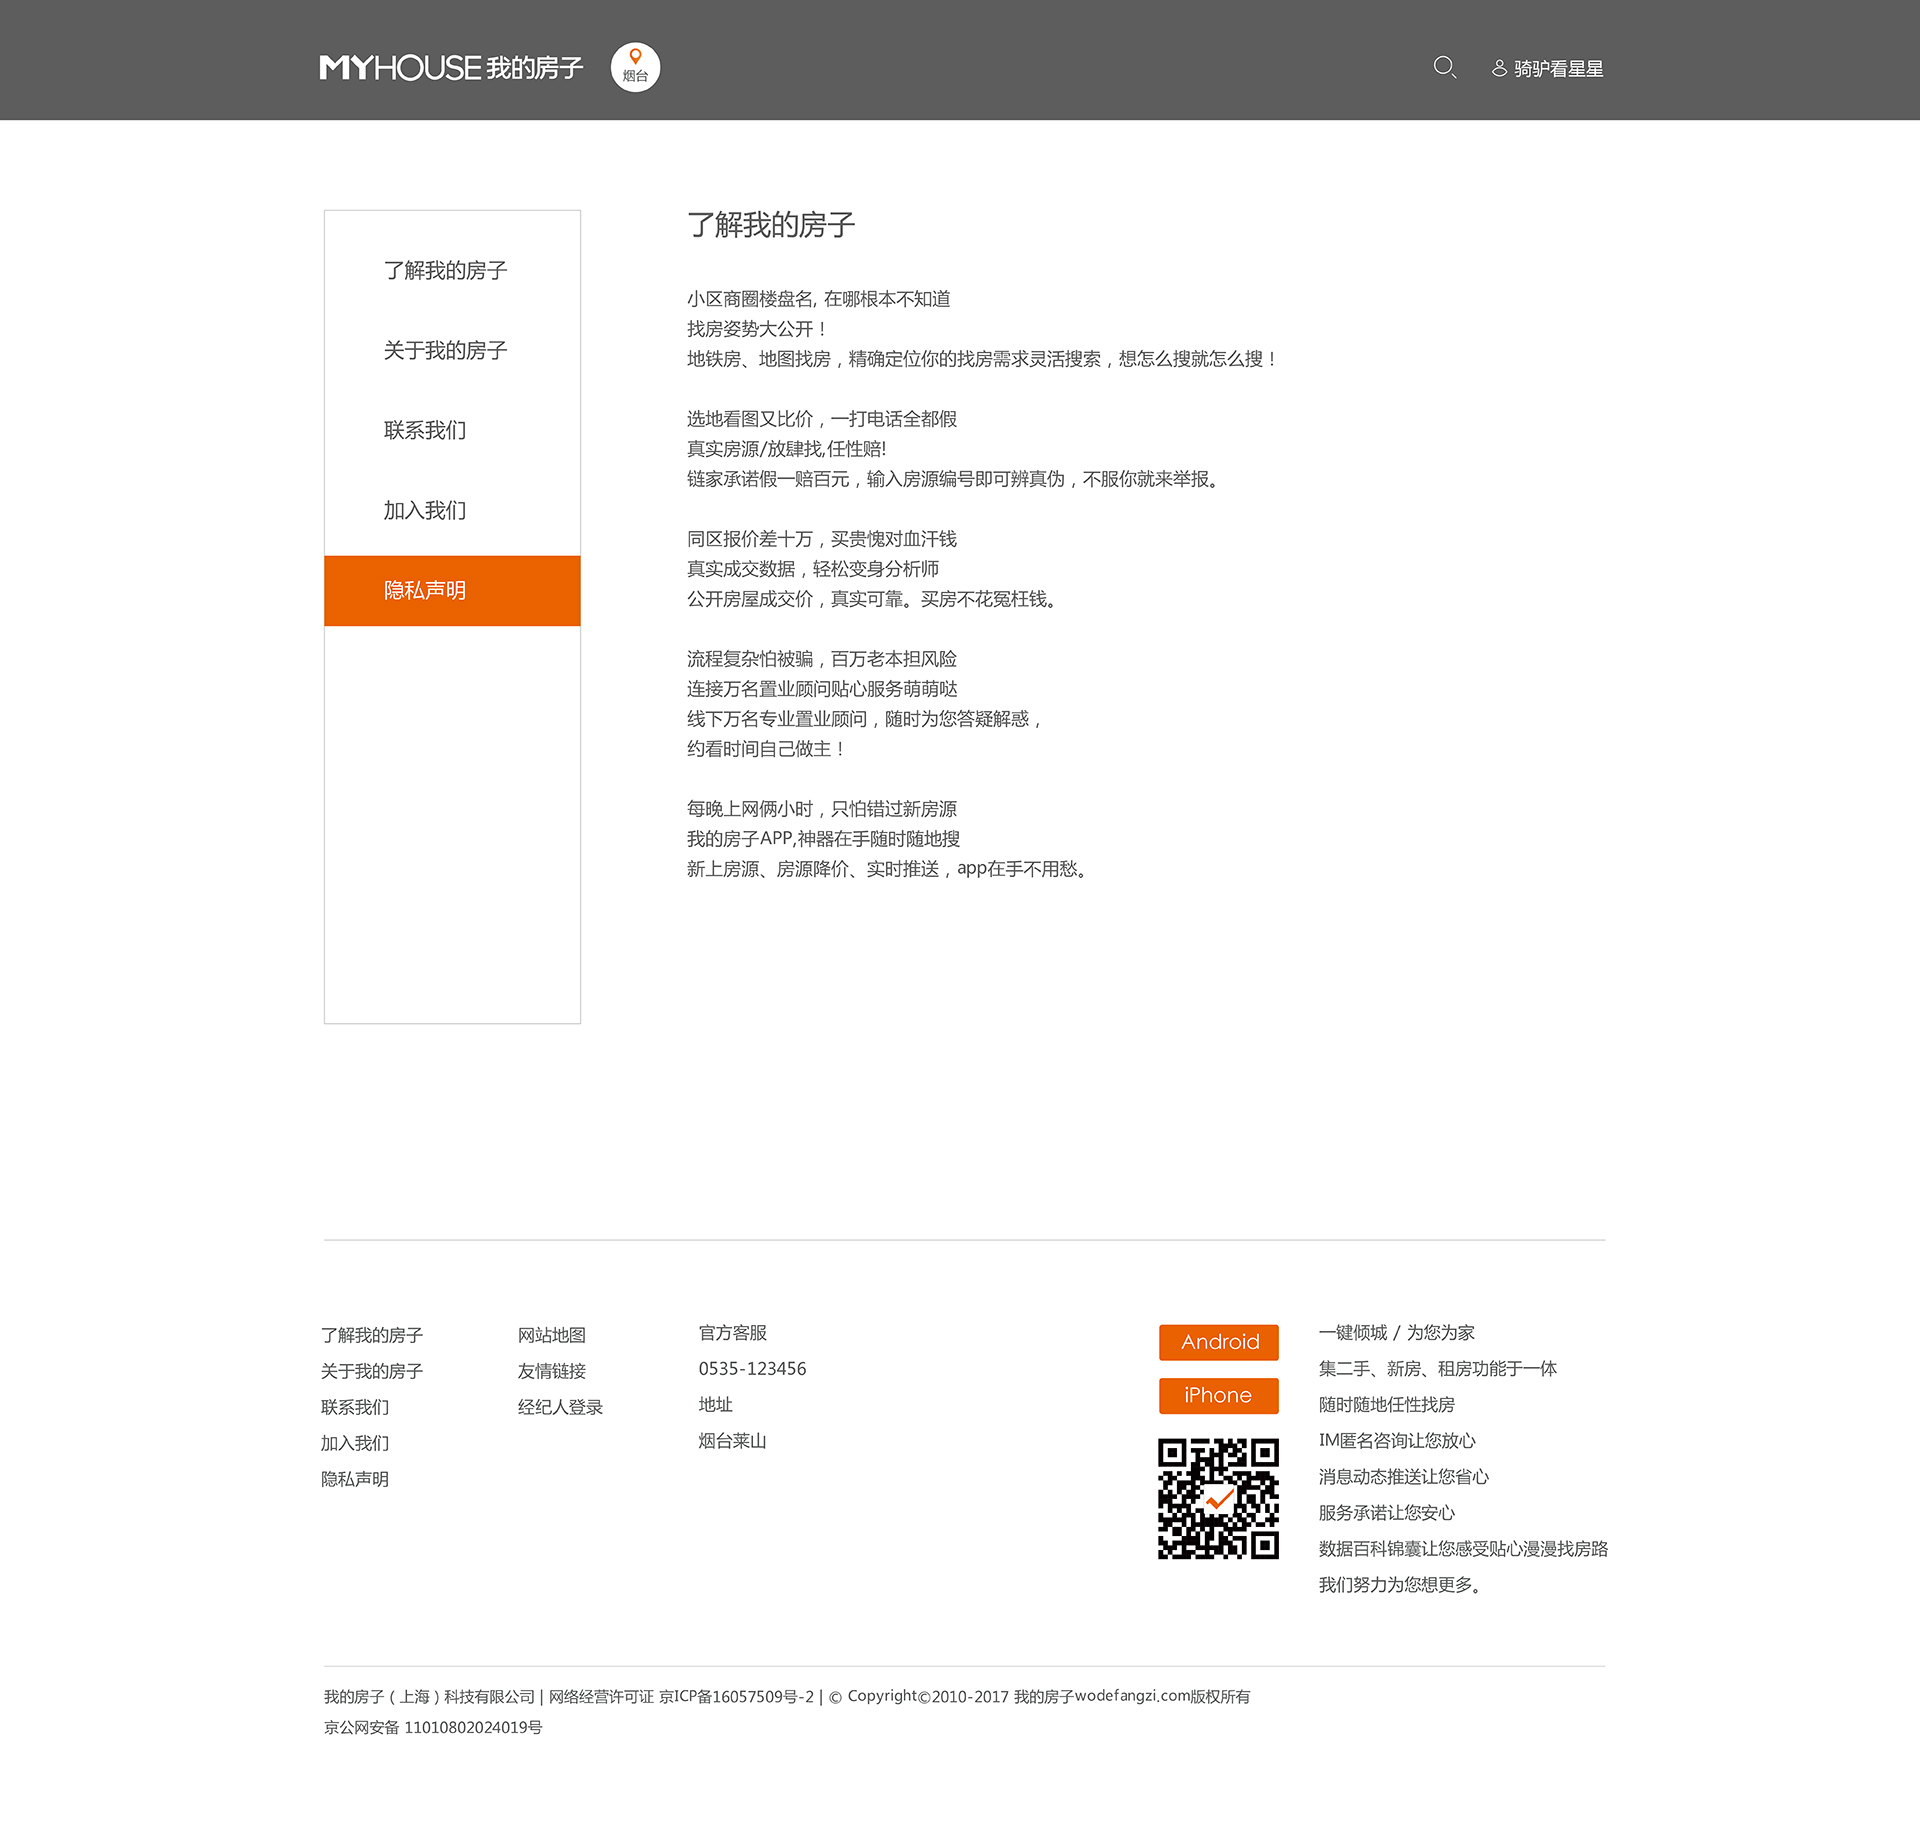 MYHOUSE 我的房子
烟台
骑驴看星星
了解我的房子
关于我的房子
联系我们
加入我们
隐私声明
了解我的房子
小区商圈楼盘名, 在哪根本不知道
找房姿势大公开！
地铁房、地图找房，精确定位你的找房需求灵活搜索，想怎么搜就怎么搜！
选地看图又比价，一打电话全都假
真实房源/放肆找,任性赔!
链家承诺假一赔百元，输入房源编号即可辨真伪，不服你就来举报。
同区报价差十万，买贵愧对血汗钱
真实成交数据，轻松变身分析师
公开房屋成交价，真实可靠。买房不花冤枉钱。
流程复杂怕被骗，百万老本担风险
连接万名置业顾问贴心服务萌萌哒
线下万名专业置业顾问，随时为您答疑解惑，
约看时间自己做主！
每晚上网俩小时，只怕错过新房源
我的房子APP,神器在手随时随地搜
新上房源、房源降价、实时推送，app在手不用愁。
了解我的房子
关于我的房子
联系我们
加入我们
隐私声明
网站地图
友情链接
经纪人登录
官方客服
0535-123456
地址
烟台莱山
Android
iPhone
一键倾城 / 为您为家
集二手、新房、租房功能于一体
随时随地任性找房
IM匿名咨询让您放心
消息动态推送让您省心
服务承诺让您安心
数据百科锦囊让您感受贴心漫漫找房路
我们努力为您想更多。
我的房子（上海）科技有限公司 | 网络经营许可证 京ICP备16057509号-2 | © Copyright©2010-2017 我的房子wodefangzi.com版权所有
京公网安备 11010802024019号